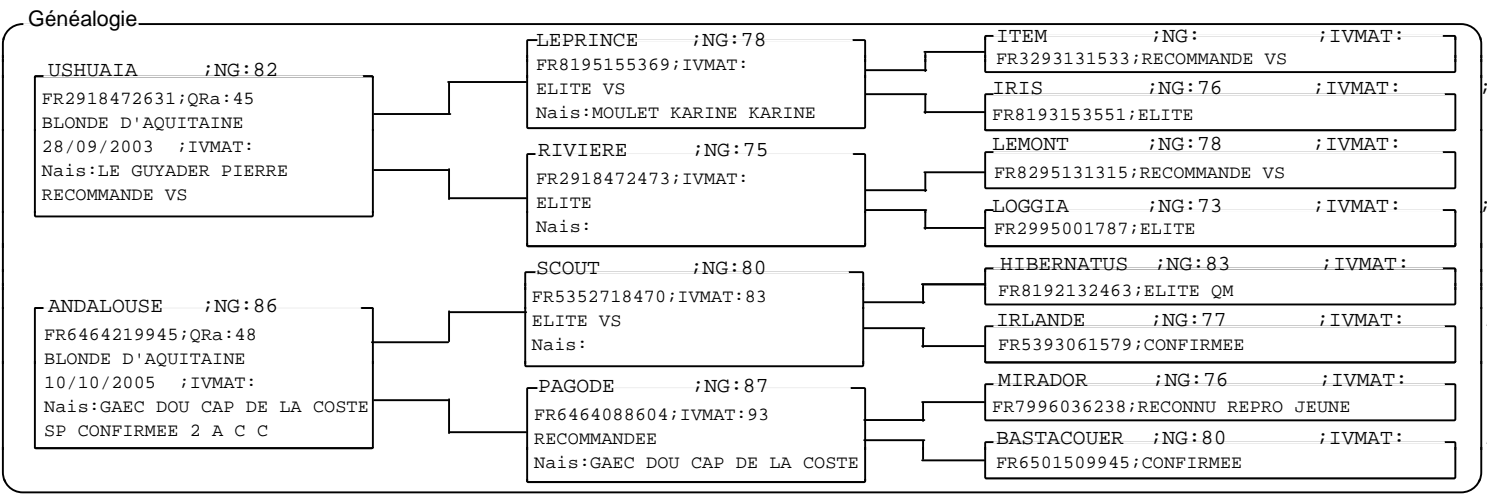 Généalogie
USHUAIA ;NG:82
FR2918472631;QRa:45
BLONDE D'AQUITAINE
28/09/2003 ;IVMAT:
Nais:LE GUYADER PIERRE
RECOMMANDE VS
ANDALOUSE ;NG:86
FR6464219945;QRa:48
BLONDE D'AQUITAINE
10/10/2005 ;IVMAT:
Nais:GAEC DOU CAP DE LA COSTE
SP CONFIRMEE 2 A C C
LEPRINCE ;NG:78
FR8195155369;IVMAT:
ELITE VS
Nais:MOULET KARINE KARINE
RIVIERE ;NG:75
FR2918472473;IVMAT:
ELITE
Nais:
SCOUT ;NG:80
FR5352718470;IVMAT:83
ELITE VS
Nais:
PAGODE ;NG:87
FR6464088604;IVMAT:93
RECOMMANDEE
Nais:GAEC DOU CAP DE LA COSTE
ITEM ;NG: ;IVMAT:
FR3293131533;RECOMMANDE VS
IRIS ;NG:76 ;IVMAT: ;
FR8193153551;ELITE
LEMONT ;NG:78 ;IVMAT:
FR8295131315;RECOMMANDE VS
LOGGIA ;NG:73 ;IVMAT: ;
FR2995001787;ELITE
HIBERNATUS ;NG:83 ;IVMAT:
FR8192132463;ELITE QM
IRLANDE ;NG:77 ;IVMAT:
FR5393061579;CONFIRMEE
MIRADOR ;NG:76 ;IVMAT:
FR7996036238;RECONNU REPRO JEUNE
BASTACOUER ;NG:80 ;IVMAT:
FR6501509945;CONFIRMEE